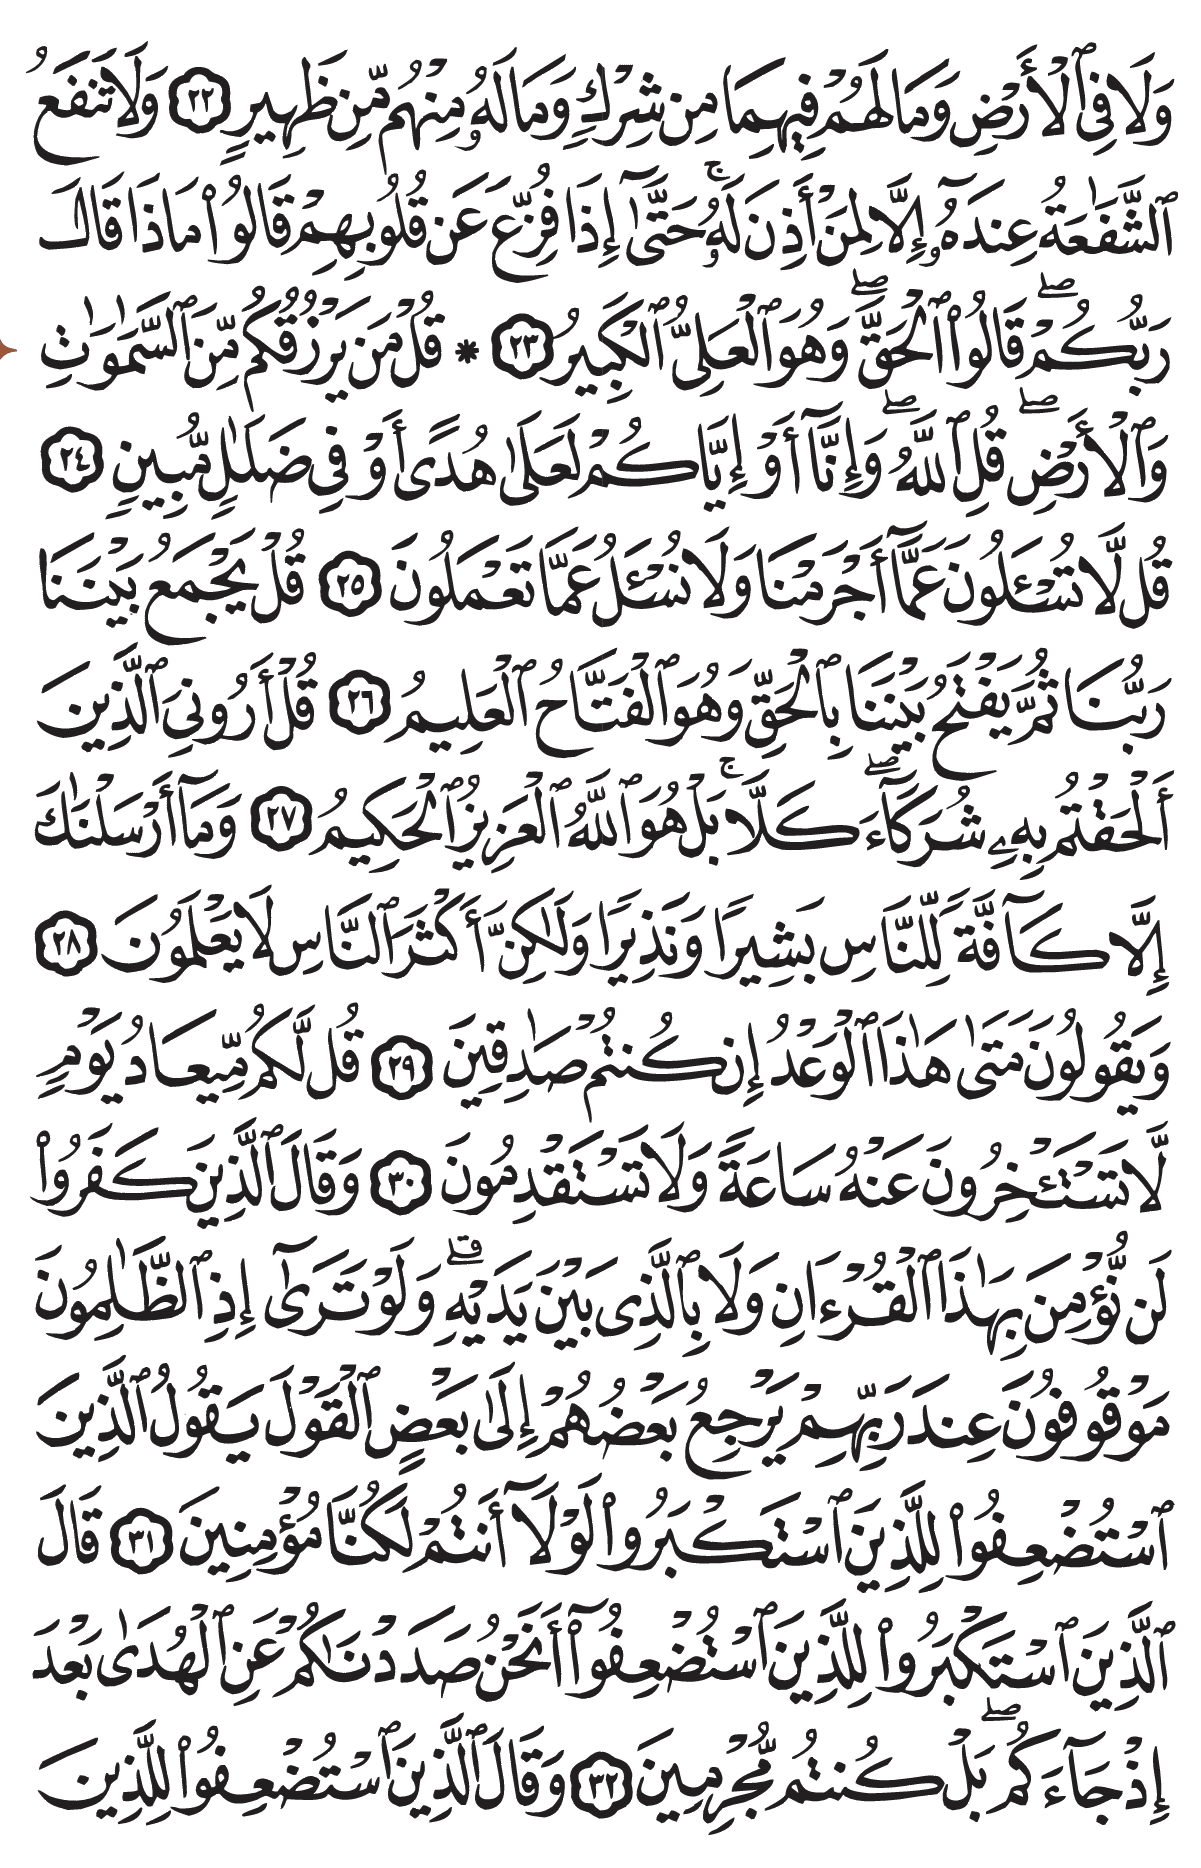 وَلَا فِي ٱلْأَرْضِ وَمَا لَهُمْ فِيهِمَا مِن شِرْكٍ وَمَا لَهُۥ مِنْهُم مِّن ظَهِيرٍ ٢٢ وَلَا تَنفَعُ
ٱلشَّفَٰعَةُ عِندَهُۥٓ إِلَّا لِمَنْ أَذِنَ لَهُۥۚ حَتَّىٰٓ إِذَا فُزِّعَ عَن قُلُوبِهِمْ قَالُوا۟ مَاذَا قَالَ
رَبُّكُمْۖ قَالُوا۟ ٱلْحَقَّۖ وَهُوَ ٱلْعَلِىُّ ٱلْكَبِيرُ ٢٣ * قُلْ مَن يَرْزُقُكُم مِّنَ ٱلسَّمَٰوَٰتِ
وَٱلْأَرْضِۖ قُلِ ٱللَّهُۖ وَإِنَّآ أَوْ إِيَّاكُمْ لَعَلَىٰ هُدًى أَوْ فِى ضَلَٰلٍ مُّبِينٍ ٢٤
قُل لَّا تُسْـَٔلُونَ عَمَّآ أَجْرَمْنَا وَلَا نُسْـَٔلُ عَمَّا تَعْمَلُونَ ٢٥ قُلْ يَجْمَعُ بَيْنَنَا
رَبُّنَا ثُمَّ يَفْتَحُ بَيْنَنَا بِٱلْحَقِّ وَهُوَ ٱلْفَتَّاحُ ٱلْعَلِيمُ ٢٦ قُلْ أَرُونِىَ ٱلَّذِينَ
أَلْحَقْتُم بِهِۦ شُرَكَآءَۖ كَلَّاۚ بَلْ هُوَ ٱللَّهُ ٱلْعَزِيزُ ٱلْحَكِيمُ ٢٧ وَمَآ أَرْسَلْنَٰكَ
إِلَّا كَآفَّةً لِّلنَّاسِ بَشِيرًا وَنَذِيرًا وَلَٰكِنَّ أَكْثَرَ ٱلنَّاسِ لَا يَعْلَمُونَ ٢٨
وَيَقُولُونَ مَتَىٰ هَٰذَا ٱلْوَعْدُ إِن كُنتُمْ صَٰدِقِينَ ٢٩ قُل لَّكُم مِّيعَادُ يَوْمٍ
لَّا تَسْتَـْٔخِرُونَ عَنْهُ سَاعَةً وَلَا تَسْتَقْدِمُونَ ٣٠ وَقَالَ ٱلَّذِينَ كَفَرُوا۟
لَن نُّؤْمِنَ بِهَٰذَا ٱلْقُرْءَانِ وَلَا بِٱلَّذِى بَيْنَ يَدَيْهِۗ وَلَوْ تَرَىٰٓ إِذِ ٱلظَّٰلِمُونَ
مَوْقُوفُونَ عِندَ رَبِّهِمْ يَرْجِعُ بَعْضُهُمْ إِلَىٰ بَعْضٍ ٱلْقَوْلَ يَقُولُ ٱلَّذِينَ
ٱسْتُضْعِفُوا۟ لِلَّذِينَ ٱسْتَكْبَرُوا۟ لَوْلَآ أَنتُمْ لَكُنَّا مُؤْمِنِينَ ٣١ قَالَ
ٱلَّذِينَ ٱسْتَكْبَرُوا۟ لِلَّذِينَ ٱسْتُضْعِفُوٓا۟ أَنَحْنُ صَدَدْنَٰكُمْ عَنِ ٱلْهُدَىٰ بَعْدَ
إِذْ جَآءَكُمۖ بَلْ كُنتُم مُّجْرِمِينَ ٣٢ وَقَالَ ٱلَّذِينَ ٱسْتُضْعِفُوا۟ لِلَّذِينَ